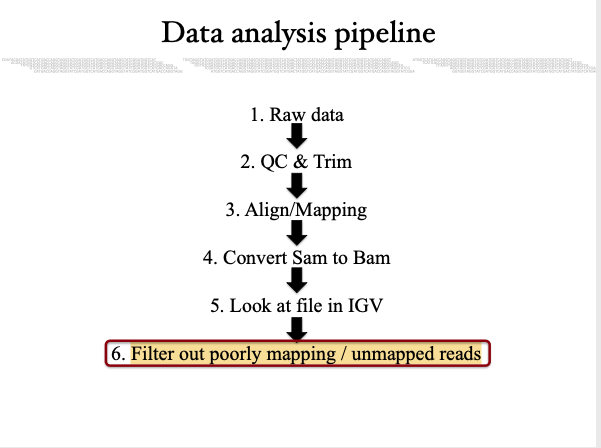 Data analysis pipeline
1. Raw data
2. QC & Trim
3. Align/Mapping
4. Convert Sam to Bam
5. Look at file in IGV
6. Filter out poorly mapping / unmapped reads